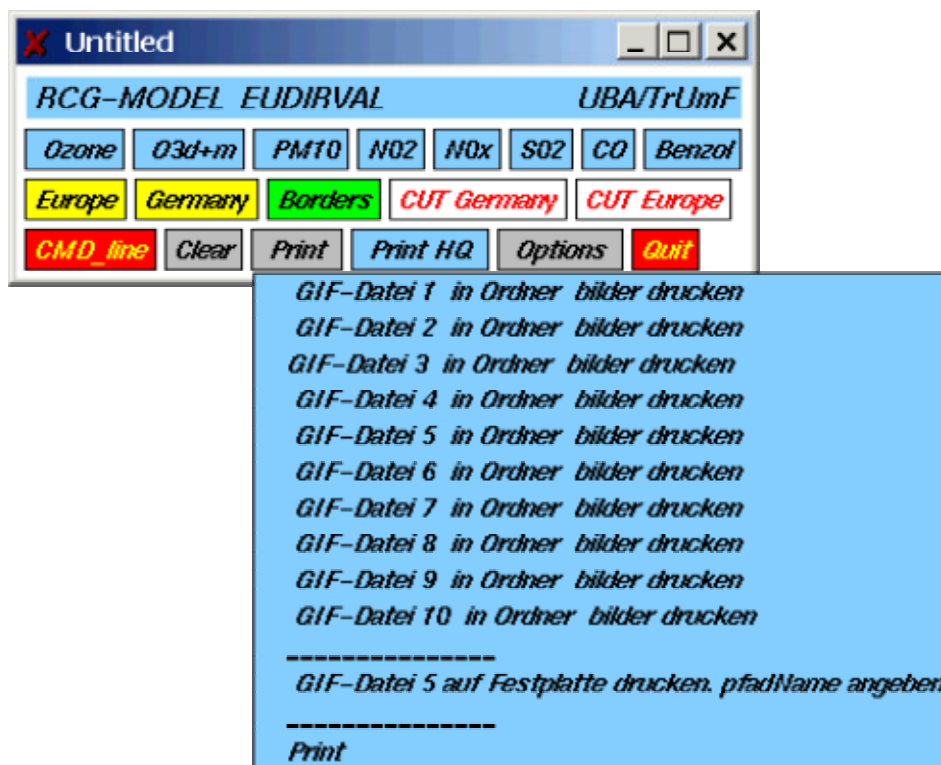 Untitled
RCG-MODEL EUDIRVAL UBA/TrUmF
Ozone O3d+m PM10 NO2 NOx SO2 CO Benzol
Europe Germany Borders CUT Germany CUT Europe
CMD_line Clear Print Print HQ Options Quit
GIF-Datei 1 in Ordner bilder drucken
GIF-Datei 2 in Ordner bilder drucken
GIF-Datei 3 in Ordner bilder drucken
GIF-Datei 4 in Ordner bilder drucken
GIF-Datei 5 in Ordner bilder drucken
GIF-Datei 6 in Ordner bilder drucken
GIF-Datei 7 in Ordner bilder drucken
GIF-Datei 8 in Ordner bilder drucken
GIF-Datei 9 in Ordner bilder drucken
GIF-Datei 10 in Ordner bilder drucken
_______________
GIF-Datei 5 auf Festplatte drucken. pfadName angeben
_______________
Print